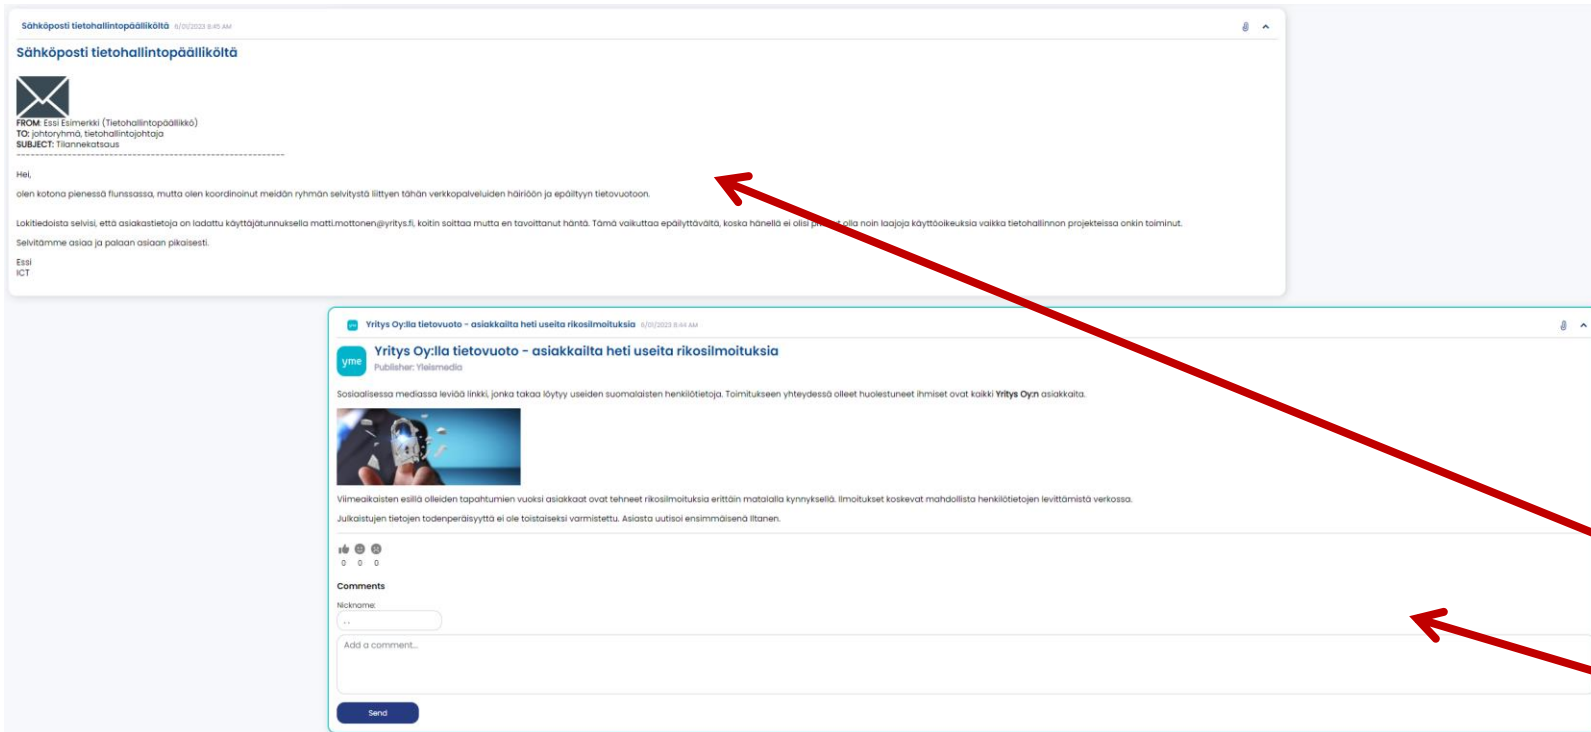 Sähköposti tietohallintopäälliköltä 6/01/2023 8:45 AM
Sähköposti tietohallintopäälliköltä
FROM: Essi Esimerkki (Tietohallintopäällikkö)
TO: johtoryhmä, tietohallintojohtaja
SUBJECT: Tilannekatsaus
----------------------------------------------------------
Hei,
olen kotona pienessä flunssassa, mutta olen koordinoinut meidän ryhmän selvitystä liittyen tähän verkkopalveluiden häiriöön ja epäiltyyn tietovuotoon.
Lokitiedoista selvisi, että asiakastietoja on ladattu käyttäjätunnuksella matti.mottonen@yritys.fi, koitin soittaa mutta en tavoittanut häntä. Tämä vaikuttaa epäilyttävältä, koska hänellä ei olisi olla noin laajoja käyttöoikeuksia vaikka tietohallinnon projekteissa onkin toiminut.
Selvitämme asiaa ja palaan asiaan pikaisesti.
Essi
ICT
yme Yritys Oy:lla tietovuoto - asiakkailta heti useita rikosilmoituksia 6/01/2023 8:44 AM
yme Yritys Oy:lla tietovuoto - asiakkailta heti useita rikosilmoituksia
Publisher: Yleismedia
Sosiaalisessa mediassa leviää linkki, jonka takaa löytyy useiden suomalaisten henkilötietoja. Toimitukseen yhteydessä olleet huolestuneet ihmiset ovat kaikki Yritys Oy:n asiakkaita.
Viimeaikaisten esillä olleiden tapahtumien vuoksi asiakkaat ovat tehneet rikosilmoituksia erittäin matalalla kynnyksellä. Ilmoitukset koskevat mahdollista henkilötietojen levittämistä verkossa.
Julkaistujen tietojen todenperäisyyttä ei ole toistaiseksi varmistettu. Asiasta uutisoi ensimmäisenä Iltanen.
0 0 0
Comments
Nickname:
. .
Add a comment...
Send